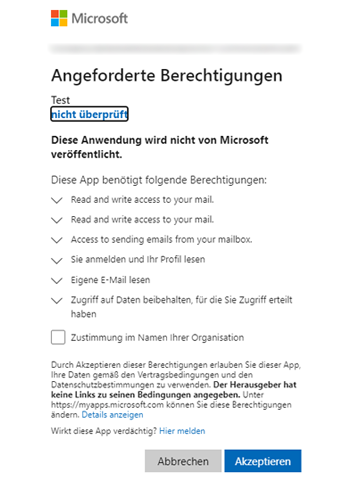 Microsoft
Angeforderte Berechtigungen
Test
nicht überprüft
Diese Anwendung wird nicht von Microsoft
veröffentlicht.
Diese App benötigt folgende Berechtigungen:
Read and write access to your mail.
Read and write access to your mail.
Access to sending emails from your mailbox.
Sie anmelden und Ihr Profil lesen
Eigene E-Mail lesen
Zugriff auf Daten beibehalten, für die Sie Zugriff erteilt
haben
Zustimmung im Namen Ihrer Organisation
Durch Akzeptieren dieser Berechtigungen erlauben Sie dieser App,
Ihre Daten gemäß den Vertragsbedingungen und den
Datenschutzbestimmungen zu verwenden. Der Herausgeber hat
keine Links zu seinen Bedingungen angegeben. Unter
https://myapps.microsoft.com können Sie diese Berechtigungen
ändern. Details anzeigen
Wirkt diese App verdächtig? Hier melden
Abbrechen
Akzeptieren